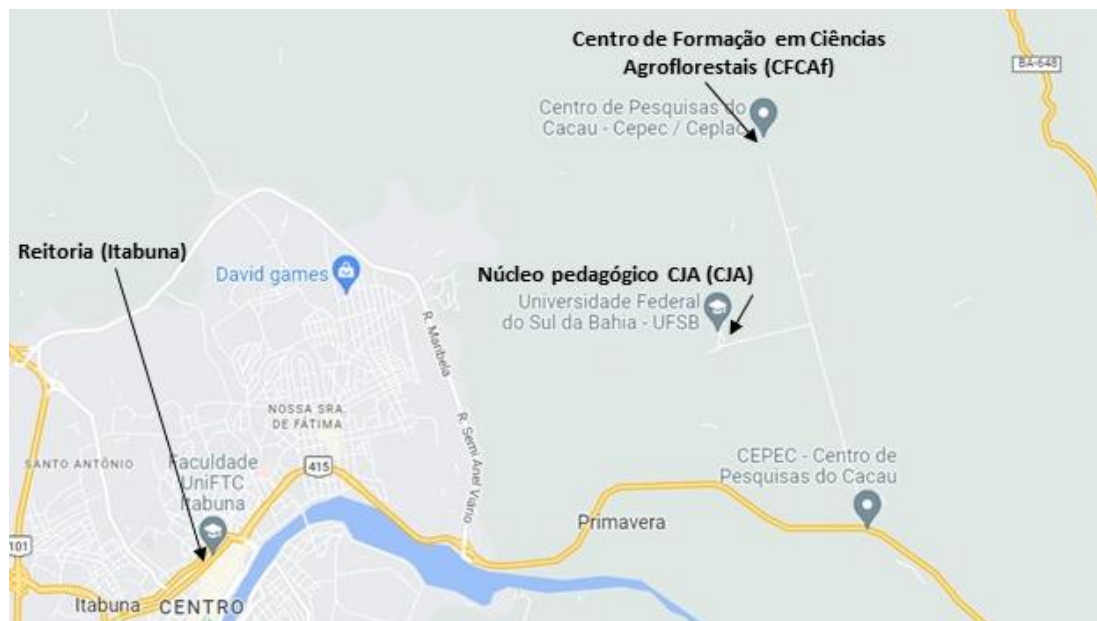 Centro de Formação em Ciências
Agroflorestais (CFCAf)
BA-648
Centro de Pesquisas do
Cacau - Cepec / Ceplac
Reitoria (Itabuna)
David games
Núcleo pedagógico CJA (CJA)
Universidade Federal
do Sul da Bahia - UFSB
R. Maribela
NOSSA SRA.
DE FÁTIMA
R. Semi Anel Viário
SANTO ANTÔNIO
Faculdade
UniFTC
Itabuna
415
CEPEC - Centro de
Pesquisas do Cacau
Primavera
101
Itabuna
CENTRO